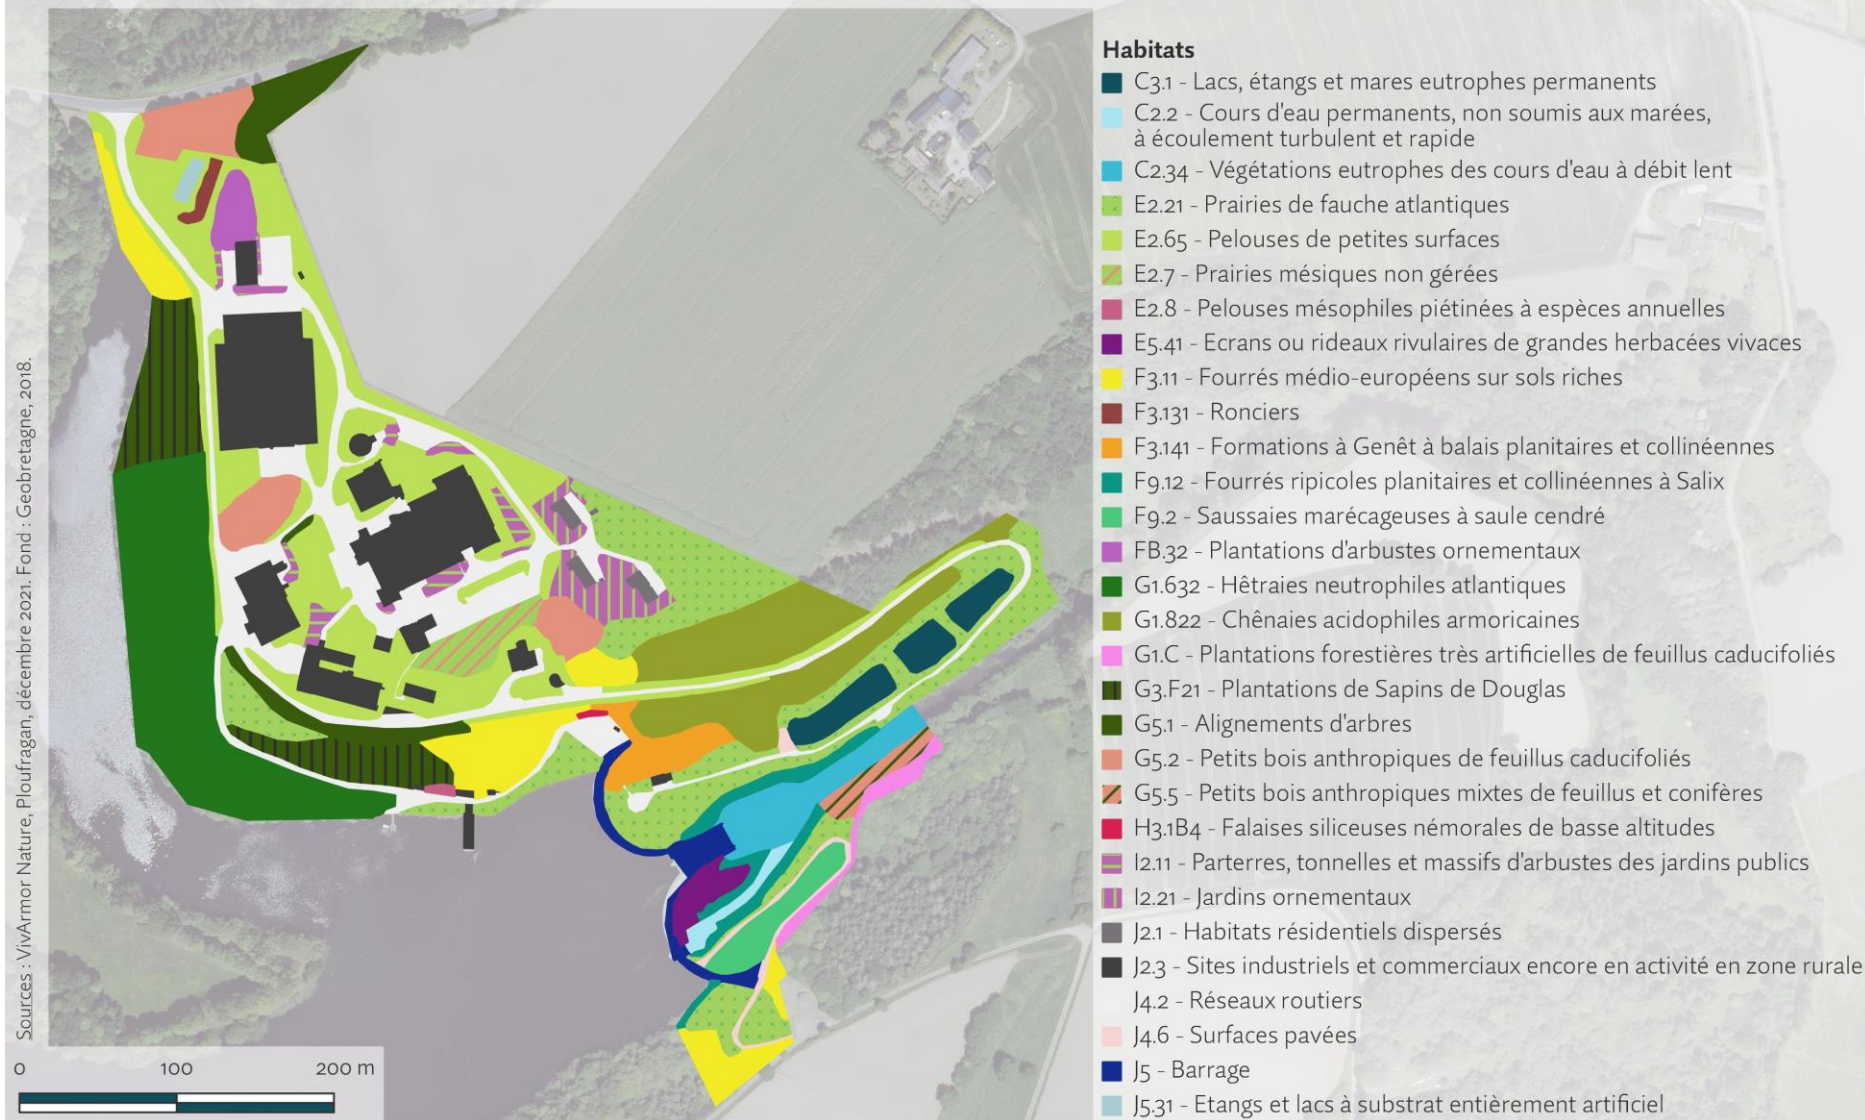 Habitats
C3.1 - Lacs, étangs et mares eutrophes permanents
C2.2 - Cours d'eau permanents, non soumis aux marées,
à écoulement turbulent et rapide
C2.34 - Végétations eutrophes des cours d'eau à débit lent
E2.21 - Prairies de fauche atlantiques
E2.65 - Pelouses de petites surfaces
E2.7 - Prairies mésiques non gérées
E2.8 - Pelouses mésophiles piétinées à espèces annuelles
E5.41 - Ecrans ou rideaux rivulaires de grandes herbacées vivaces
F3.11 - Fourrés médio-européens sur sols riches
F3.131 - Ronciers
F3.141 - Formations à Genêt à balais planitaires et collinéennes
F9.12 - Fourrés ripicoles planitaires et collinéennes à Salix
F9.2 - Saussaies marécageuses à saule cendré
FB.32 - Plantations d'arbustes ornementaux
G1.632 - Hêtraies neutrophiles atlantiques
G1.822 - Chênaies acidophiles armoricaines
G1.C - Plantations forestières très artificielles de feuillus caducifoliés
G3.F21 - Plantations de Sapins de Douglas
G5.1 - Alignements d'arbres
G5.2 - Petits bois anthropiques de feuillus caducifoliés
G5.5 - Petits bois anthropiques mixtes de feuillus et conifères
H3.1B4 - Falaises siliceuses némorales de basse altitudes
I2.11 - Parterres, tonnelles et massifs d'arbustes des jardins publics
I2.21 - Jardins ornementaux
J2.1 - Habitats résidentiels dispersés
J2.3 - Sites industriels et commerciaux encore en activité en zone rurale
J4.2 - Réseaux routiers
J4.6 - Surfaces pavées
J5 - Barrage
J5.31 - Etangs et lacs à substrat entièrement artificiel
Sources : VivArmor Nature, Ploufragan, décembre 2021. Fond : Geobretagne, 2018.
0 100 200 m